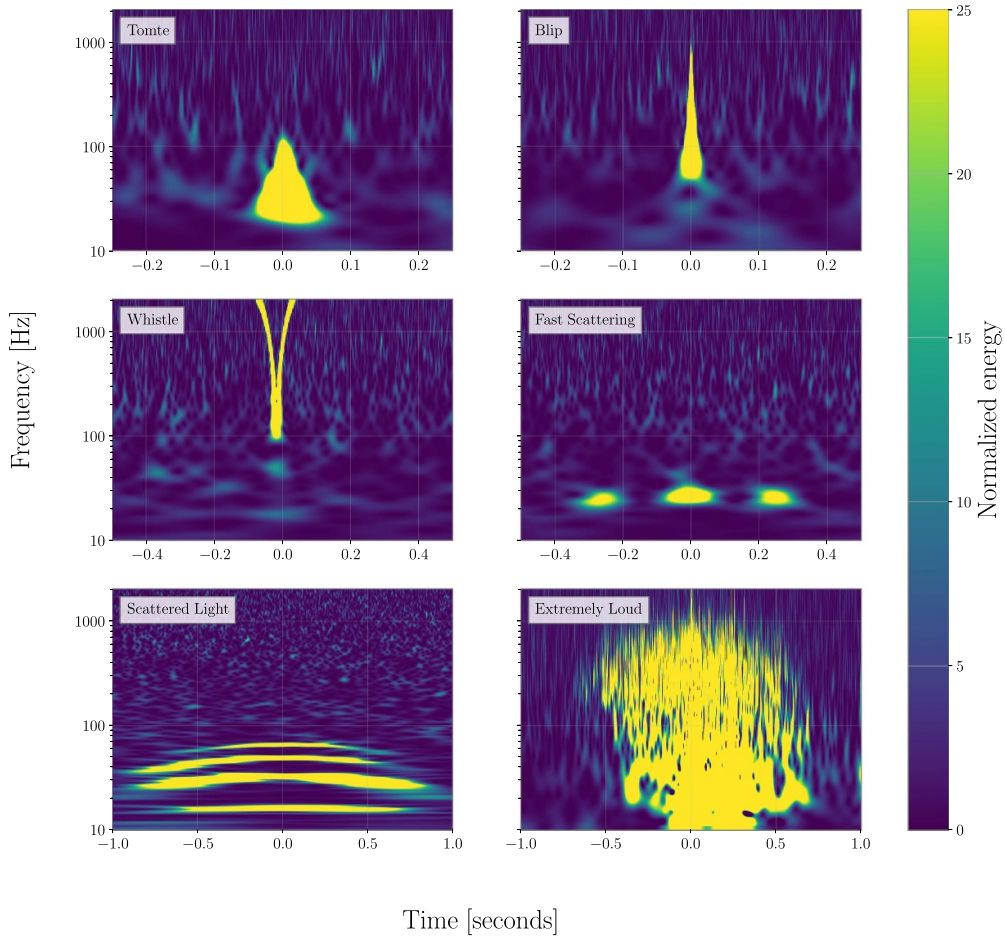 Tomte
1000
100
10
−0.2 −0.1 0.0 0.1 0.2
Blip
−0.2 −0.1 0.0 0.1 0.2
Whistle
1000
100
10
−0.4 −0.2 0.0 0.2 0.4
Fast Scattering
−0.4 −0.2 0.0 0.2 0.4
Scattered Light
1000
100
10
−1.0 −0.5 0.0 0.5 1.0
Extremely Loud
−1.0 −0.5 0.0 0.5 1.0
Frequency [Hz]
Time [seconds]
25
20
15
10
5
0
Normalized energy